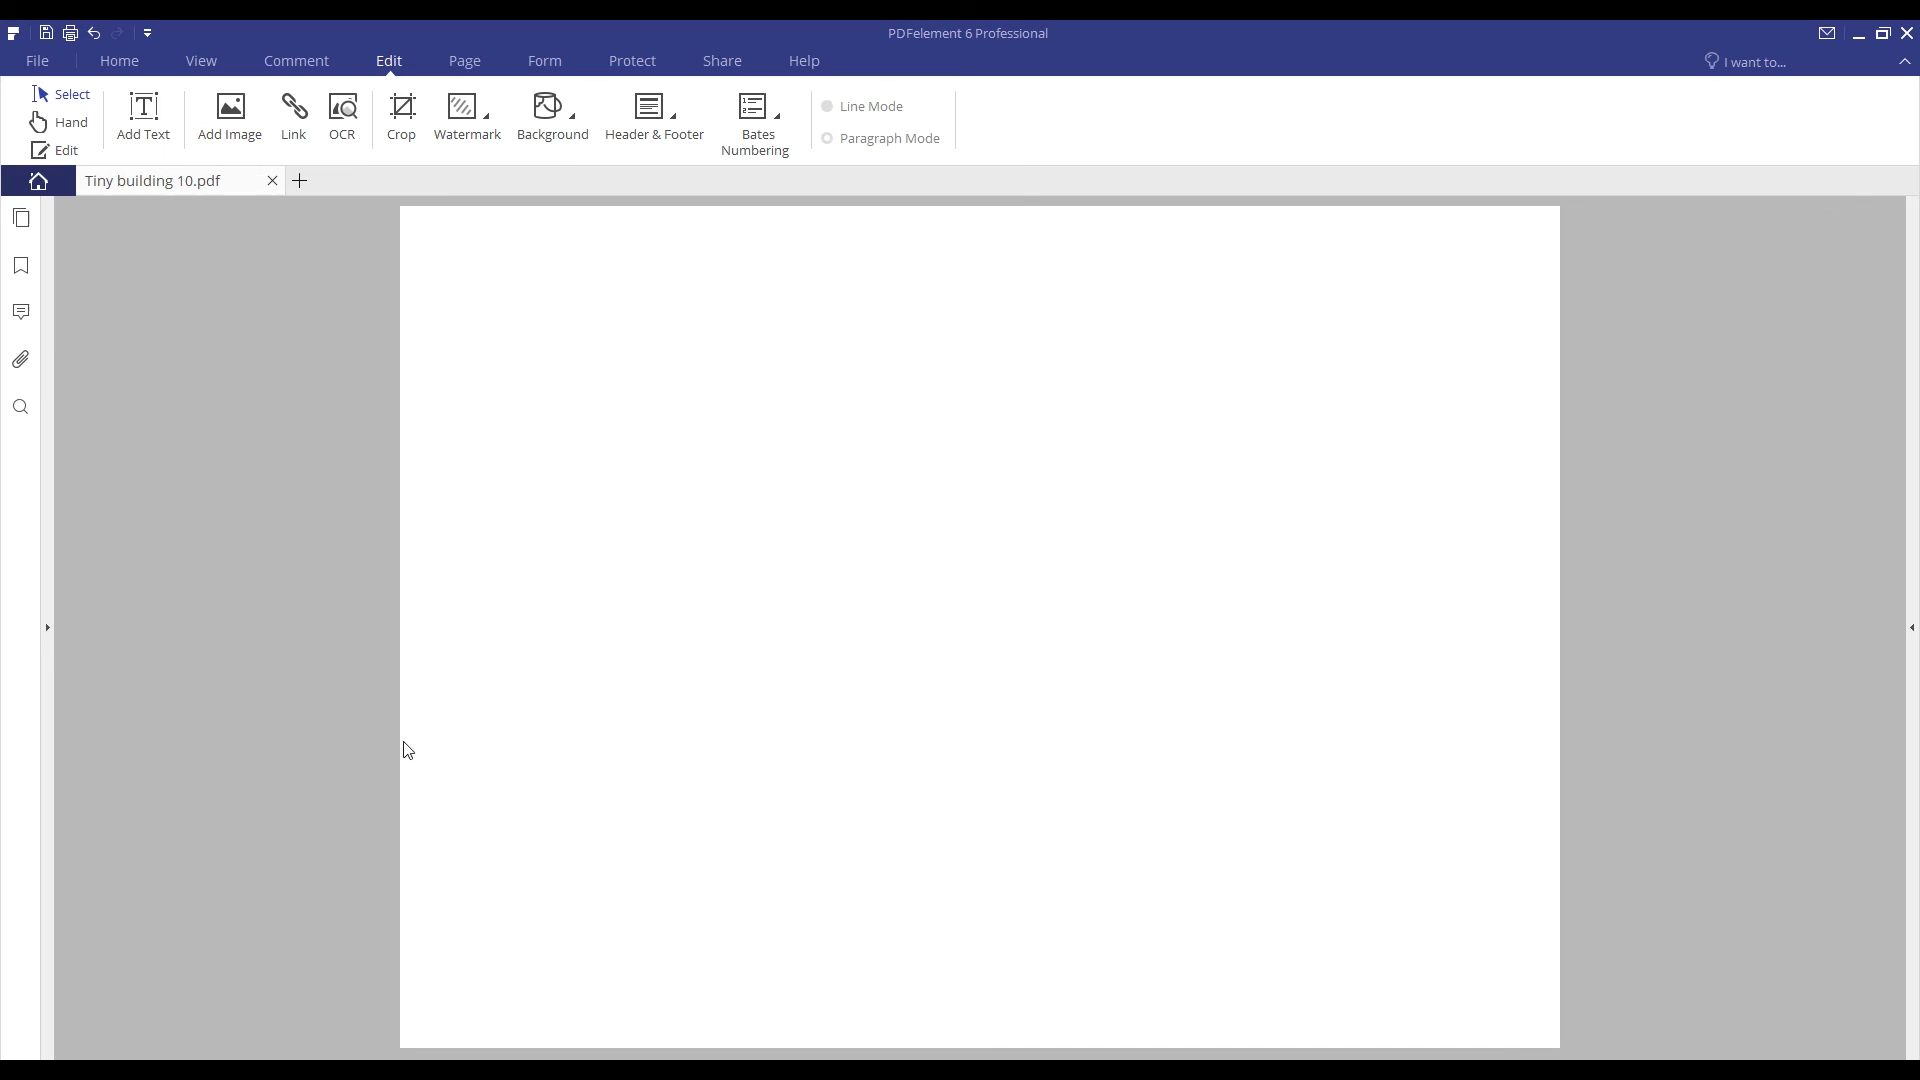 PDFelement 6 Professional
File Home View Comment Edit Page Form Protect Share Help I want to...
Select
Hand
Edit
Add Text Add Image Link OCR Crop Watermark Background Header & Footer Bates Numbering
Line Mode
Paragraph Mode
Tiny building 10.pdf